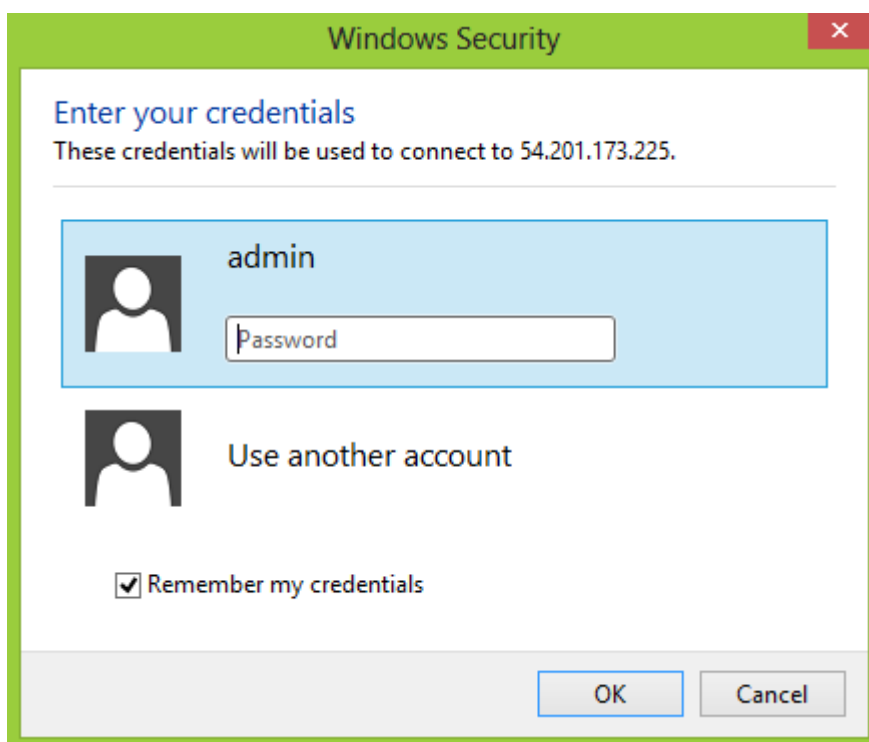 Windows Security
Enter your credentials
These credentials will be used to connect to 54.201.173.225.
admin
Password
Use another account
Remember my credentials
OK
Cancel